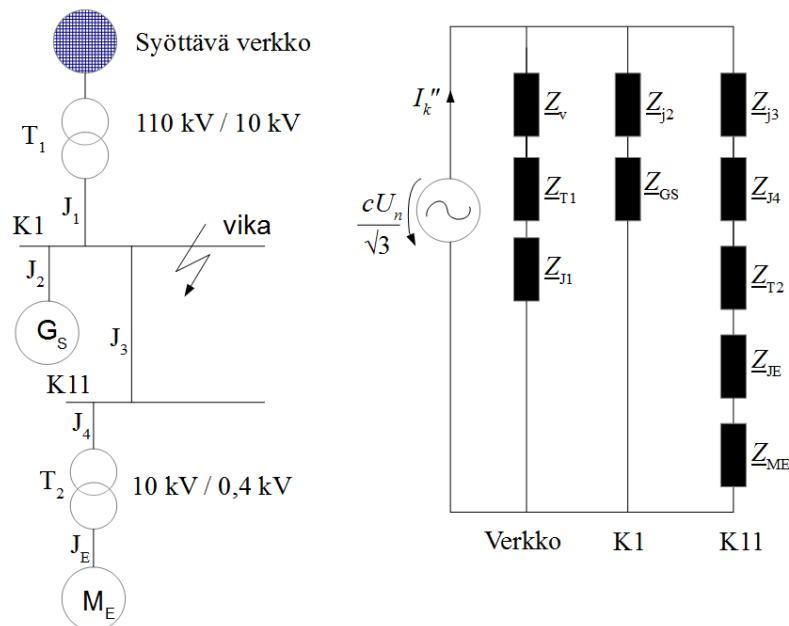 Syöttävä verkko
T1
110 kV / 10 kV
J1
K1
vika
J2
GS
J3
K11
J4
T2
10 kV / 0,4 kV
JE
ME
Ik″
cUn
√3
Zv
ZT1
ZJ1
Zj2
ZGS
Zj3
ZJ4
ZT2
ZJE
ZME
Verkko
K1
K11